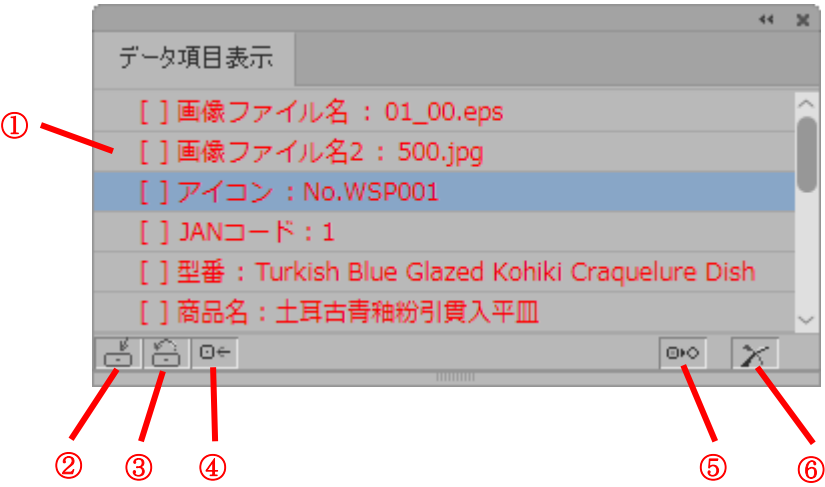 データ項目表示
①
[ ] 画像ファイル名 : 01_00.eps
[ ] 画像ファイル名2 : 500.jpg
[ ] アイコン : No.WSP001
[ ] JANコード : 1
[ ] 型番 : Turkish Blue Glazed Kohiki Craquelure Dish
[ ] 商品名 : 土耳古青釉粉引貫入平皿
② ③ ④ ⑤ ⑥